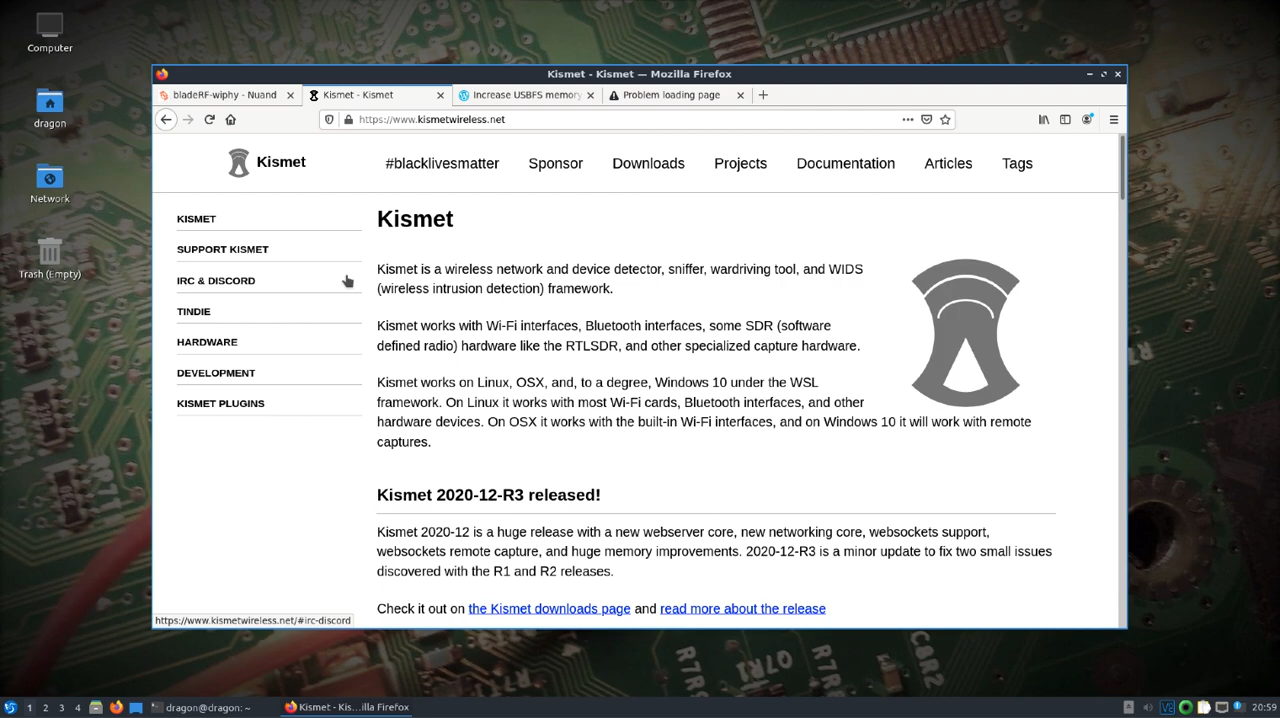 Computer
dragon
Network
Trash (Empty)
Kismet - Kismet — Mozilla Firefox
bladeRF-wiphy - Nuand
Kismet - Kismet
Increase USBFS memory
Problem loading page
https://www.kismetwireless.net
Kismet
#blacklivesmatter
Sponsor
Downloads
Projects
Documentation
Articles
Tags
KISMET
SUPPORT KISMET
IRC & DISCORD
TINDIE
HARDWARE
DEVELOPMENT
KISMET PLUGINS
Kismet
Kismet is a wireless network and device detector, sniffer, wardriving tool, and WIDS
(wireless intrusion detection) framework.
Kismet works with Wi-Fi interfaces, Bluetooth interfaces, some SDR (software
defined radio) hardware like the RTLSDR, and other specialized capture hardware.
Kismet works on Linux, OSX, and, to a degree, Windows 10 under the WSL
framework. On Linux it works with most Wi-Fi cards, Bluetooth interfaces, and other
hardware devices. On OSX it works with the built-in Wi-Fi interfaces, and on Windows 10 it will work with remote
captures.
Kismet 2020-12-R3 released!
Kismet 2020-12 is a huge release with a new webserver core, new networking core, websockets support,
websockets remote capture, and huge memory improvements. 2020-12-R3 is a minor update to fix two small issues
discovered with the R1 and R2 releases.
Check it out on the Kismet downloads page and read more about the release
https://www.kismetwireless.net/#irc-discord
1 2 3 4
dragon@dragon: ~
Kismet - Kis…illa Firefox
20:59